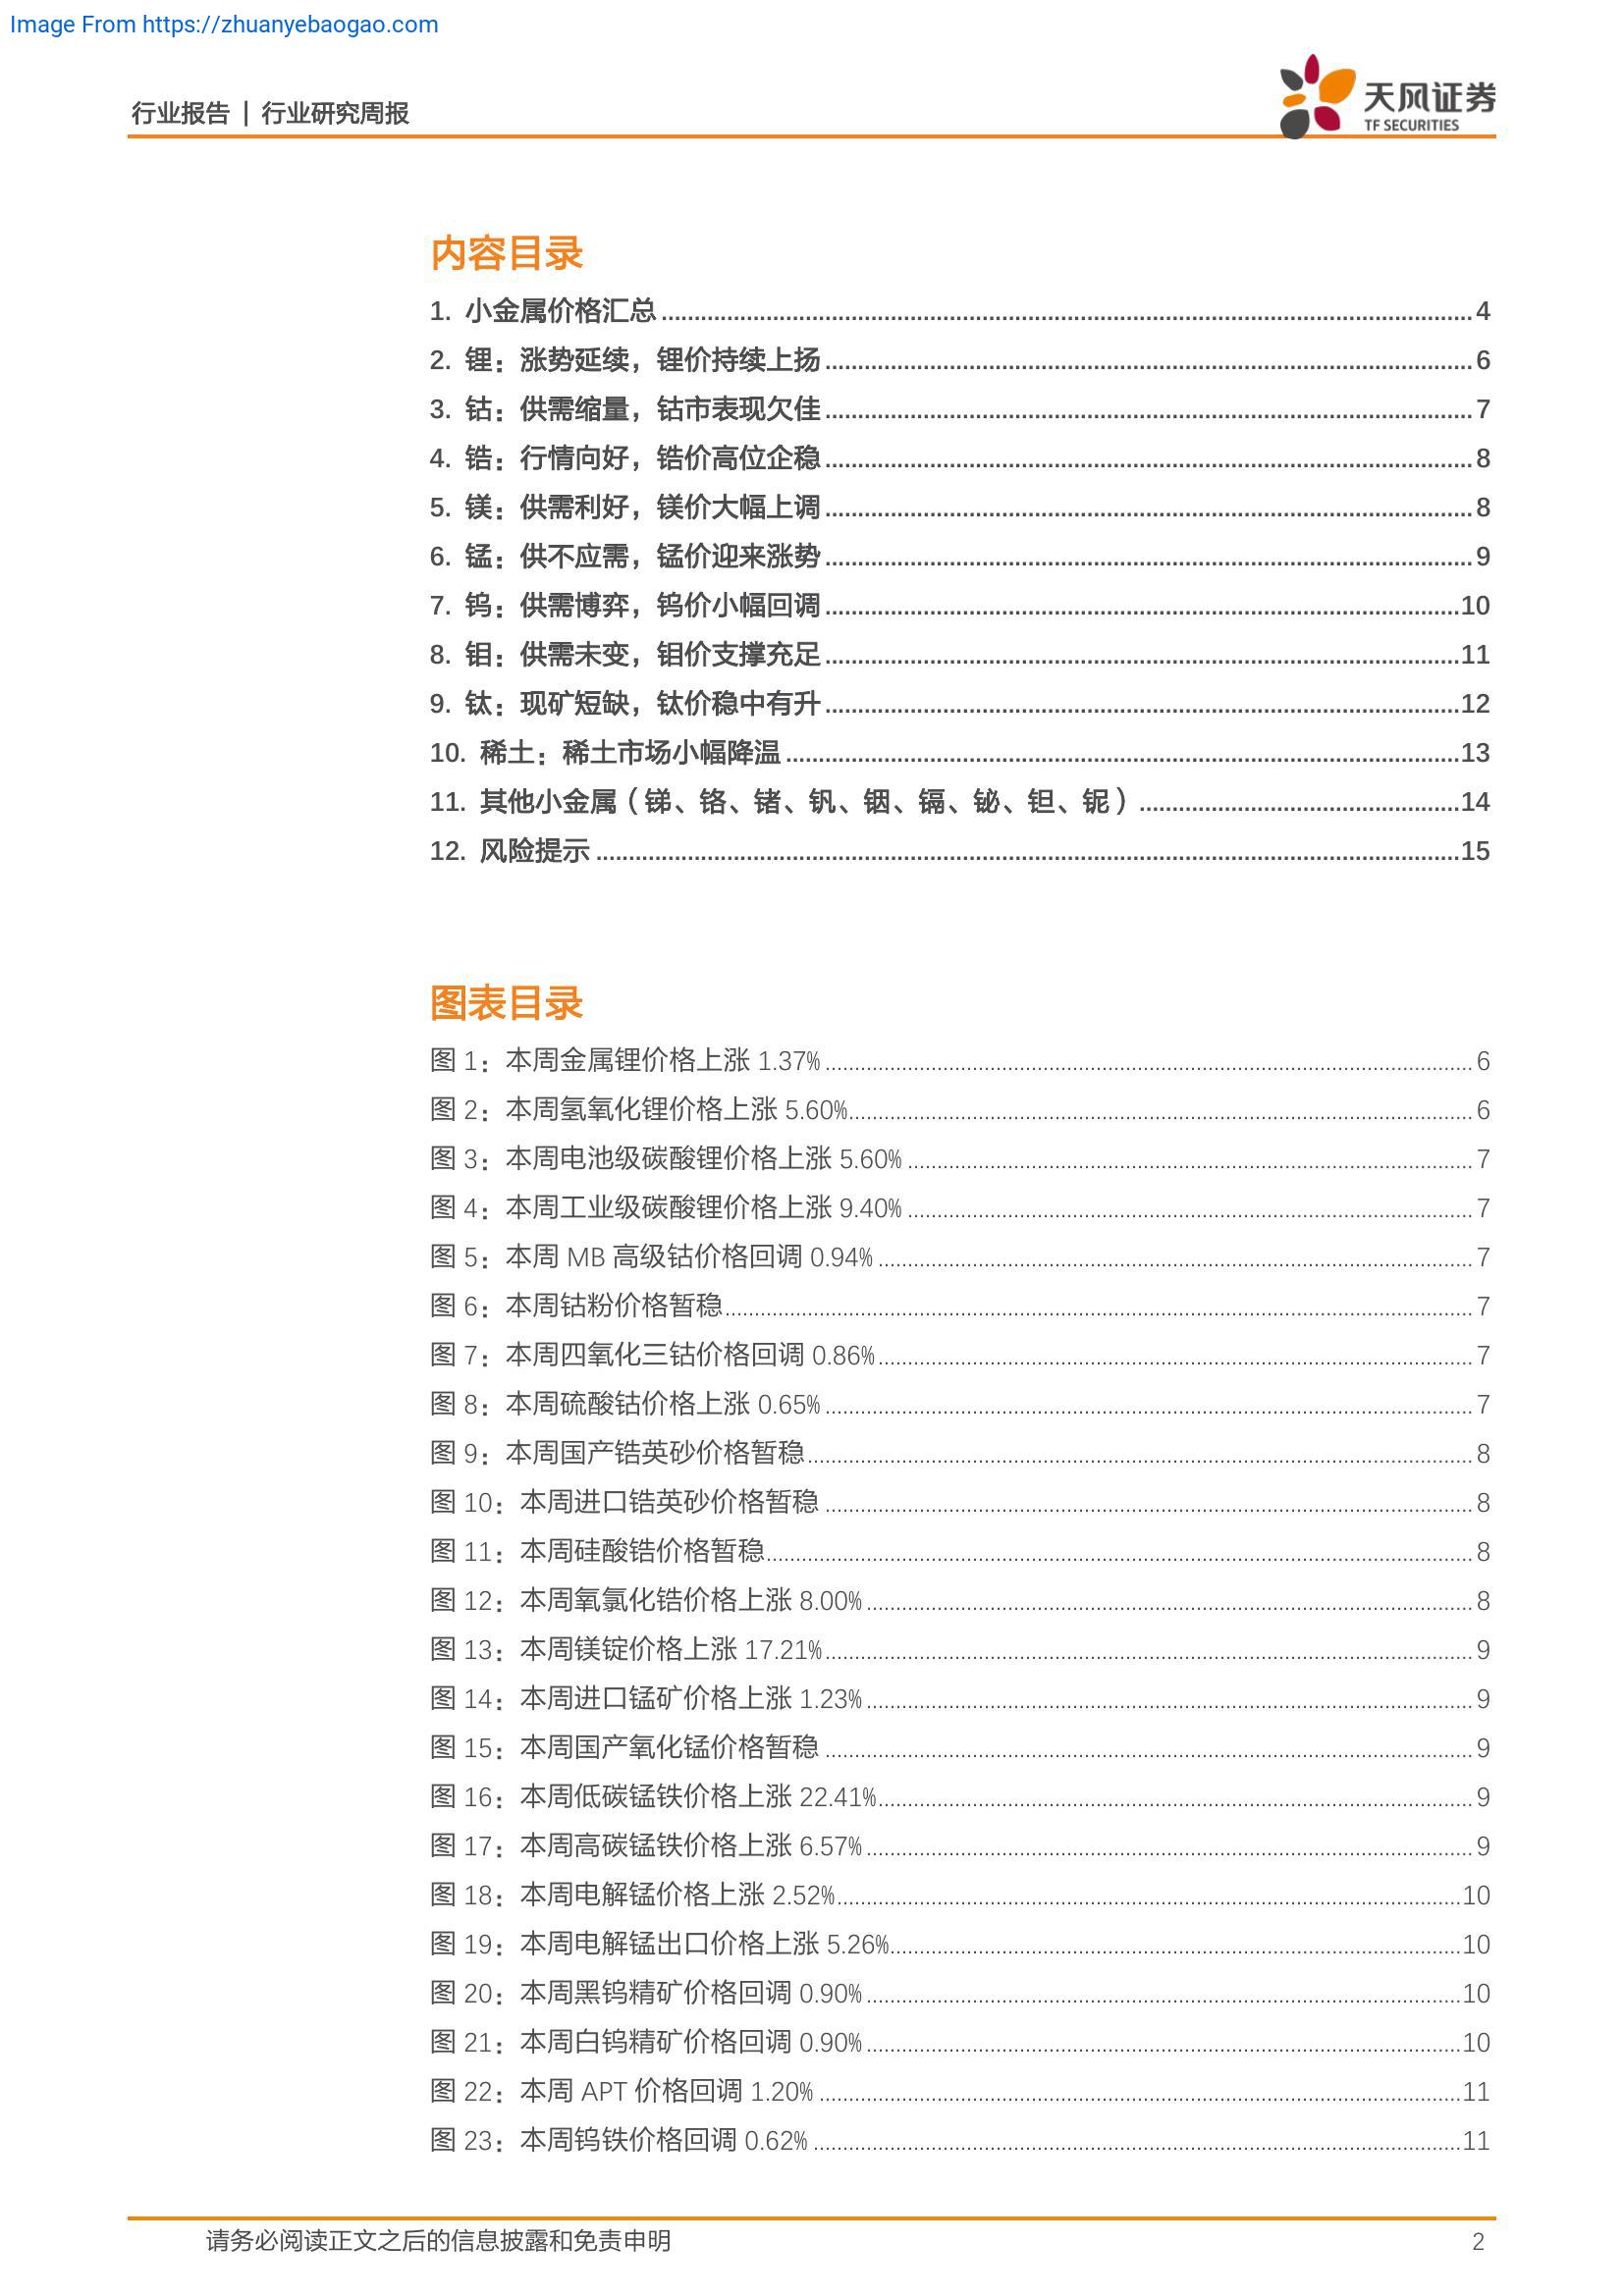 Image From https://zhuanyebaogao.com
行业报告 | 行业研究周报
天风证券
TF SECURITIES
内容目录
1. 小金属价格汇总 4
2. 锂：涨势延续，锂价持续上扬 6
3. 钴：供需缩量，钴市表现欠佳 7
4. 锆：行情向好，锆价高位企稳 8
5. 镁：供需利好，镁价大幅上调 8
6. 锰：供不应需，锰价迎来涨势 9
7. 钨：供需博弈，钨价小幅回调 10
8. 钼：供需未变，钼价支撑充足 11
9. 钛：现矿短缺，钛价稳中有升 12
10. 稀土：稀土市场小幅降温 13
11. 其他小金属（锑、铬、锗、钒、铟、镉、铋、钽、铌） 14
12. 风险提示 15
图表目录
图 1：本周金属锂价格上涨 1.37% 6
图 2：本周氢氧化锂价格上涨 5.60% 6
图 3：本周电池级碳酸锂价格上涨 5.60% 7
图 4：本周工业级碳酸锂价格上涨 9.40% 7
图 5：本周 MB 高级钴价格回调 0.94% 7
图 6：本周钴粉价格暂稳 7
图 7：本周四氧化三钴价格回调 0.86% 7
图 8：本周硫酸钴价格上涨 0.65% 7
图 9：本周国产锆英砂价格暂稳 8
图 10：本周进口锆英砂价格暂稳 8
图 11：本周硅酸锆价格暂稳 8
图 12：本周氧氯化锆价格上涨 8.00% 8
图 13：本周镁锭价格上涨 17.21% 9
图 14：本周进口锰矿价格上涨 1.23% 9
图 15：本周国产氧化锰价格暂稳 9
图 16：本周低碳锰铁价格上涨 22.41% 9
图 17：本周高碳锰铁价格上涨 6.57% 9
图 18：本周电解锰价格上涨 2.52% 10
图 19：本周电解锰出口价格上涨 5.26% 10
图 20：本周黑钨精矿价格回调 0.90% 10
图 21：本周白钨精矿价格回调 0.90% 10
图 22：本周 APT 价格回调 1.20% 11
图 23：本周钨铁价格回调 0.62% 11
请务必阅读正文之后的信息披露和免责申明 2